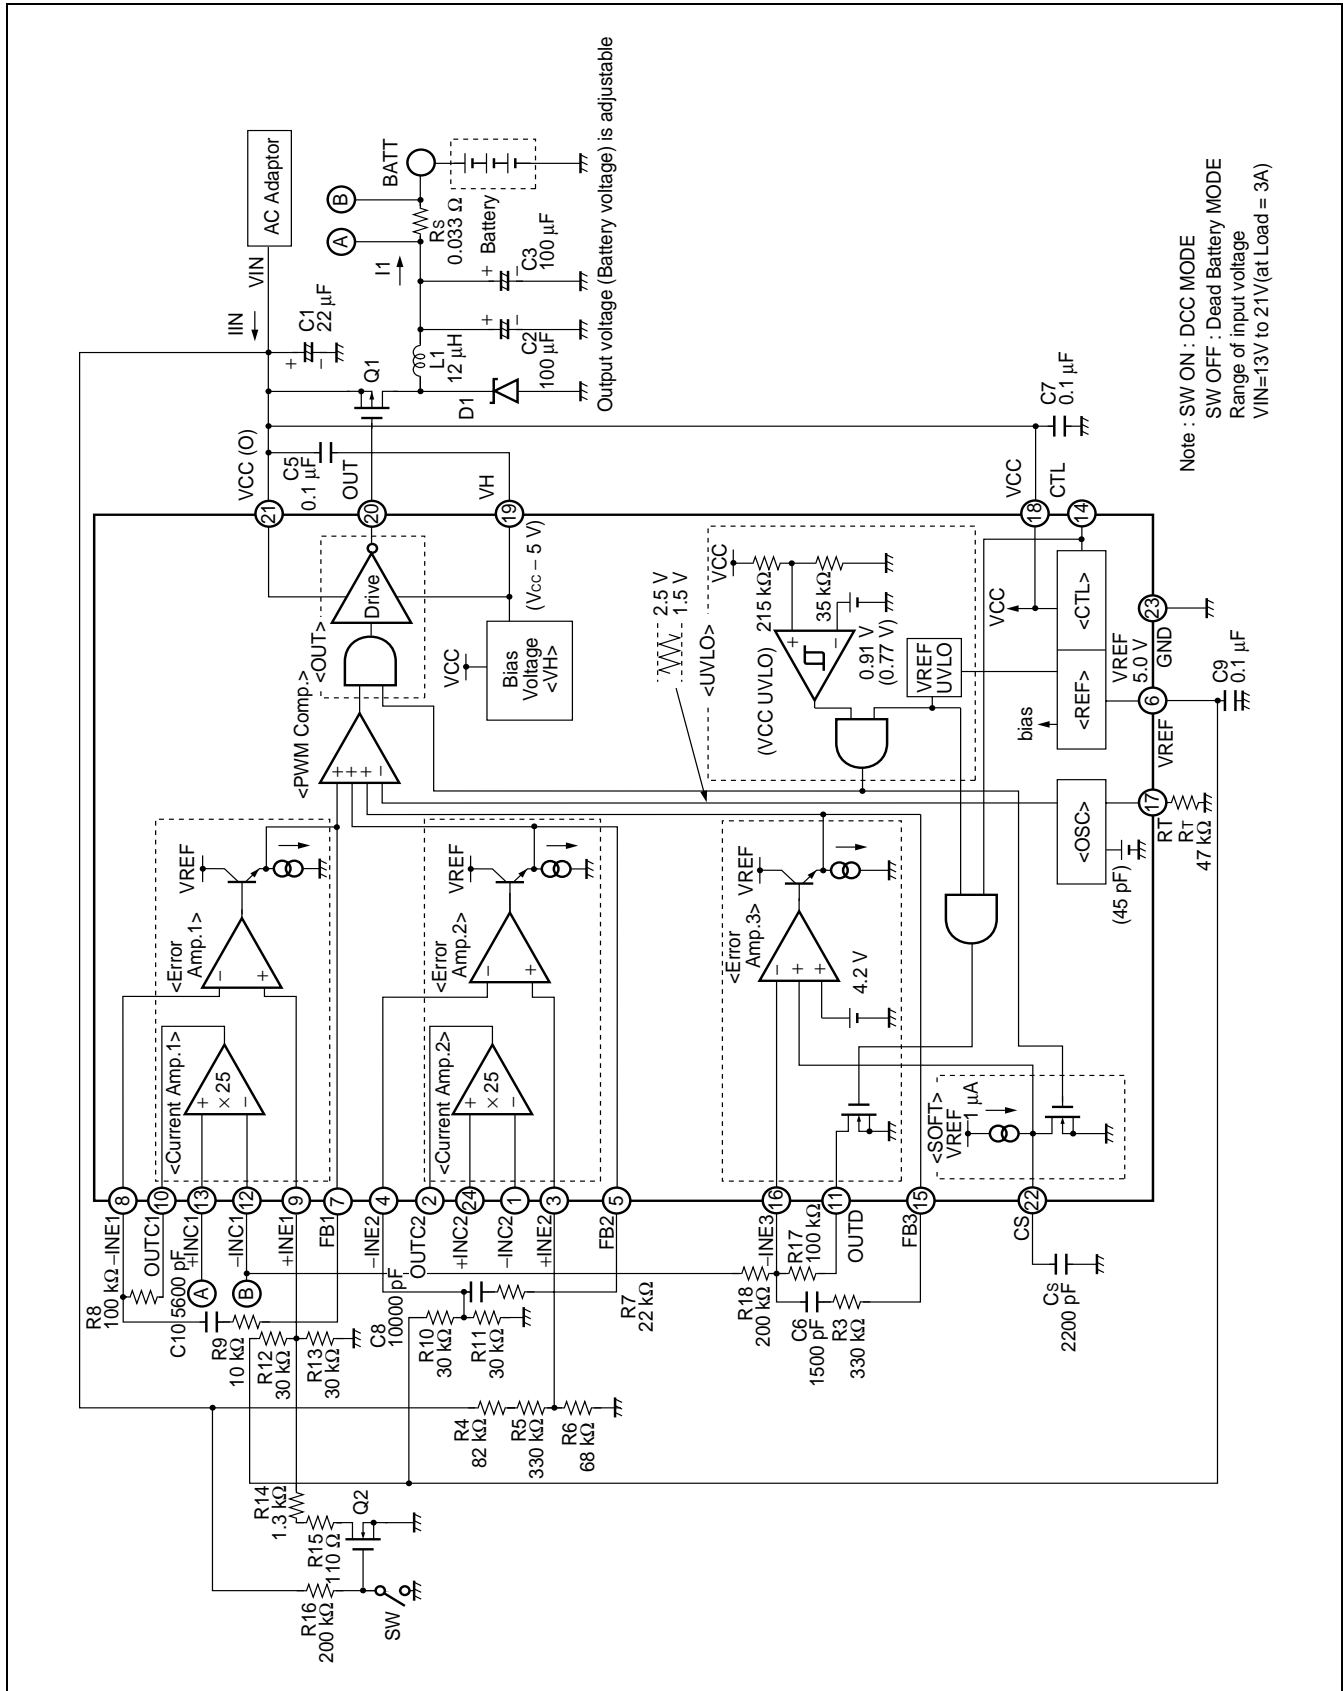 R8
100 kΩ
−INE1
8
OUTC1
10
C10 5600 pF
+INC1
13
A
−INC1
12
B
R9
10 kΩ
+INE1
9
R12
30 kΩ
R13
30 kΩ
FB1
7
−INE2
4
C8
10000 pF
OUTC2
2
+INC2
24
R10
30 kΩ
R11
30 kΩ
−INC2
1
+INE2
3
FB2
5
R7
22 kΩ
R4
82 kΩ
R5
330 kΩ
R6
68 kΩ
R14
1.3 kΩ
R15
110 Ω
Q2
R16
200 kΩ
SW
−INE3
16
R18
200 kΩ
R17
100 kΩ
OUTD
11
C6
1500 pF
R3
330 kΩ
FB3
15
CS
22
CS
2200 pF
<Current Amp.1>
+
× 25
−
<Error
Amp.1>
−
+
VREF
<Current Amp.2>
+
× 25
−
<Error
Amp.2>
−
+
VREF
<Error
Amp.3>
−
+
+
VREF
4.2 V
<SOFT>
VREF
1 µA
<PWM Comp.>
+
+
+
−
<OUT>
Drive
VCC
Bias
Voltage
<VH>
(VCC − 5 V)
2.5 V
1.5 V
<UVLO>
VCC
215 kΩ
35 kΩ
+
−
0.91 V
(0.77 V)
(VCC UVLO)
VREF
UVLO
VCC
bias
<REF>
<CTL>
<OSC>
(45 pF)
VREF
5.0 V
RT
17
RT
47 kΩ
VREF
6
GND
23
C9
0.1 µF
VCC (O)
21
C5
0.1 µF
OUT
20
VH
19
VCC
18
CTL
14
C7
0.1 µF
AC Adaptor
VIN
IIN
+
−
C1
22 µF
Q1
D1
L1
12 µH
I1
A
B
RS
0.033 Ω
BATT
Battery
+
−
C2
100 µF
+
−
C3
100 µF
Output voltage (Battery voltage) is adjustable
Note : SW ON : DCC MODE
SW OFF : Dead Battery MODE
Range of input voltage
VIN=13V to 21V(at Load = 3A)